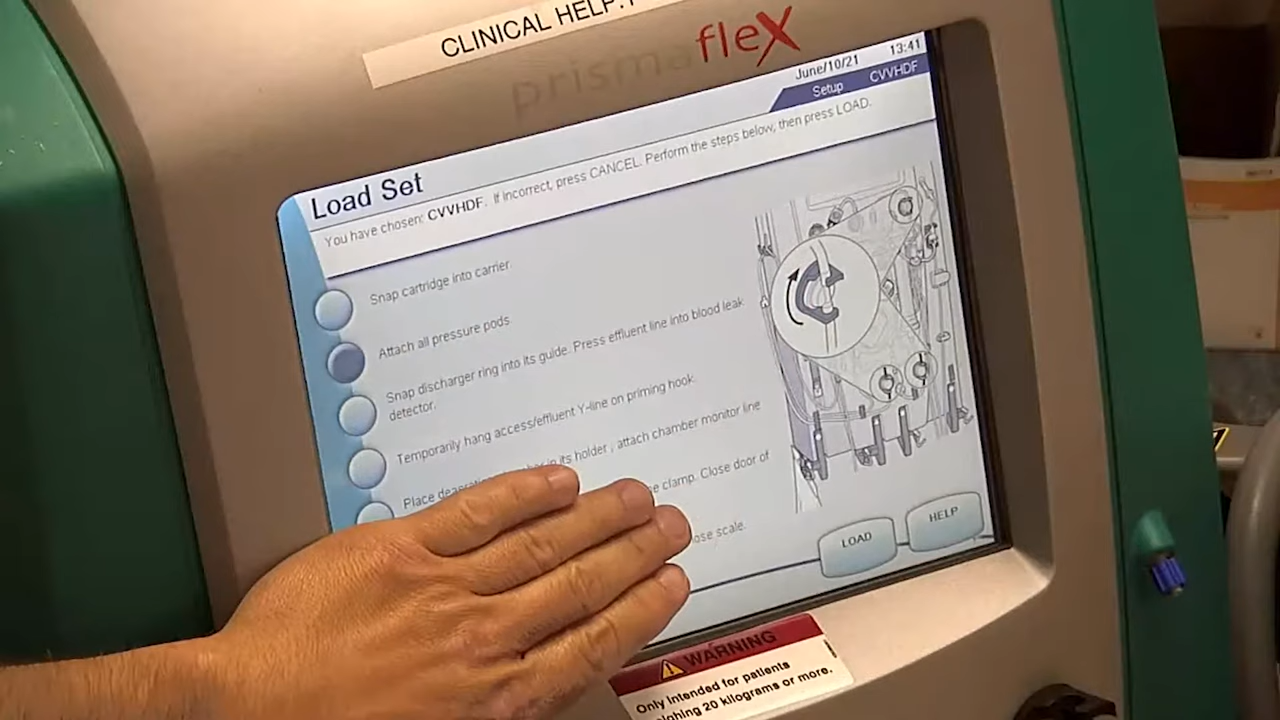 CLINICAL HELP:
prismafleX
June/10/21 13:41
Setup CVVHDF
Load Set
You have chosen: CVVHDF. If incorrect, press CANCEL. Perform the steps below, then press LOAD.
Snap cartridge into carrier.
Attach all pressure pods.
Snap discharger ring into its guide. Press effluent line into blood leak
detector.
Temporarily hang access/effluent Y-line on priming hook.
Place in its holder , attach chamber monitor line
clamp. Close door of
scale.
LOAD
HELP
WARNING
Only intended for patients
weighing 20 kilograms or more.